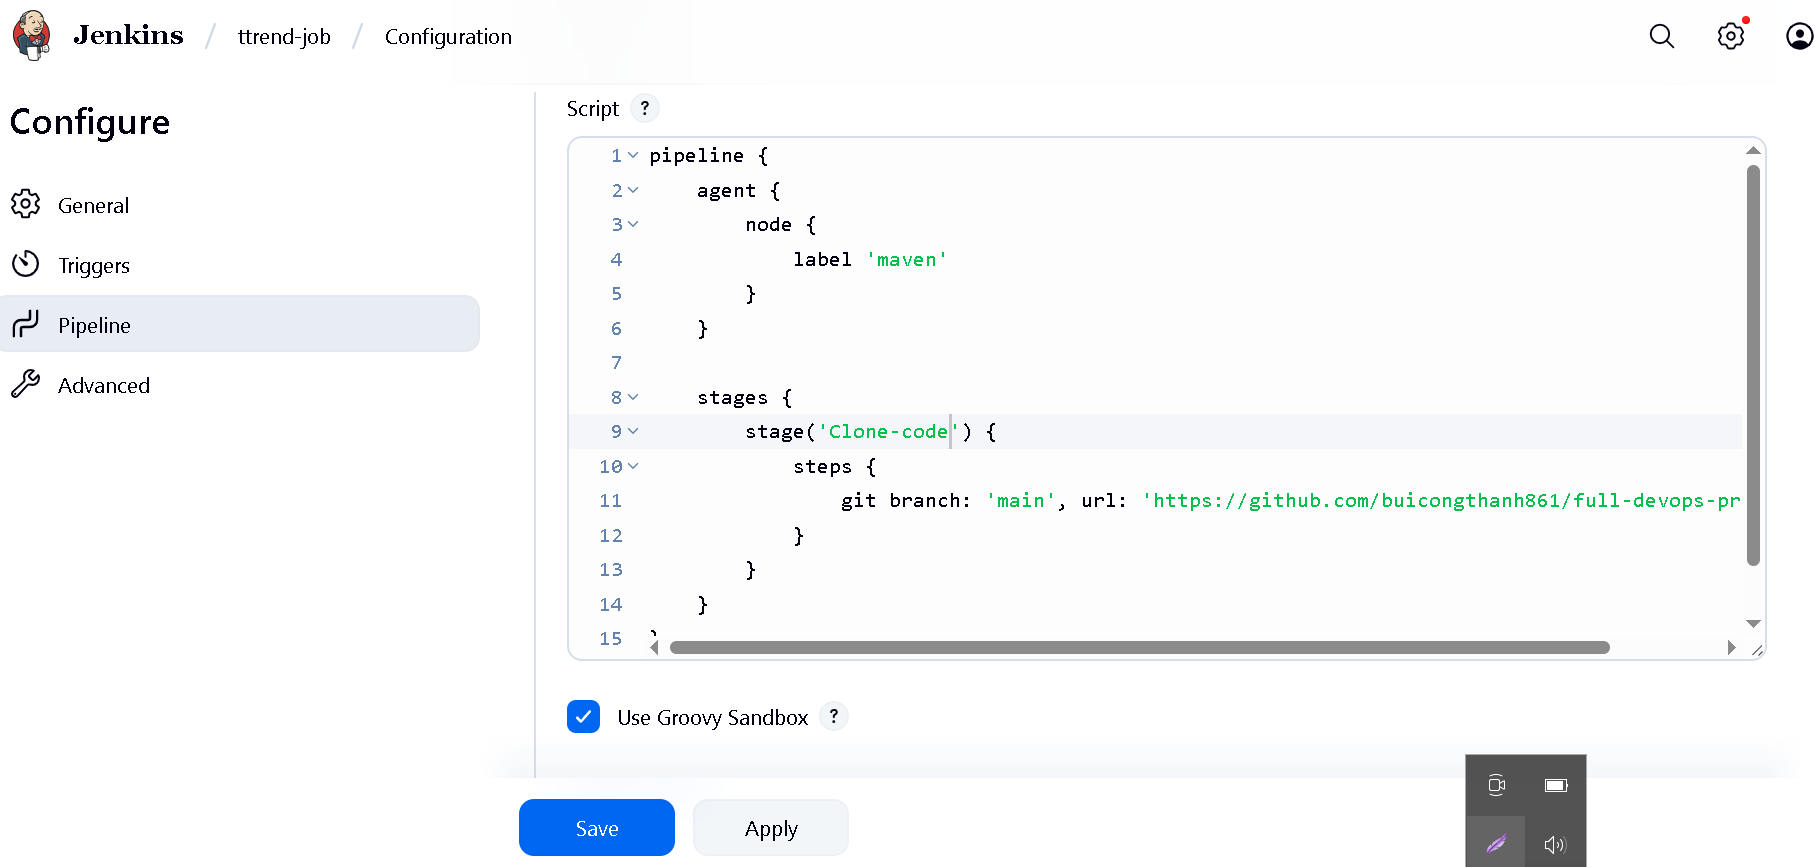 Jenkins / ttrend-job / Configuration
Configure
General
Triggers
Pipeline
Advanced
Script ?
1 pipeline {
2 agent {
3 node {
4 label 'maven'
5 }
6 }
7
8 stages {
9 stage('Clone-code') {
10 steps {
11 git branch: 'main', url: 'https://github.com/buicongthanh861/full-devops-pr
12 }
13 }
14 }
15 }
Use Groovy Sandbox ?
Save
Apply